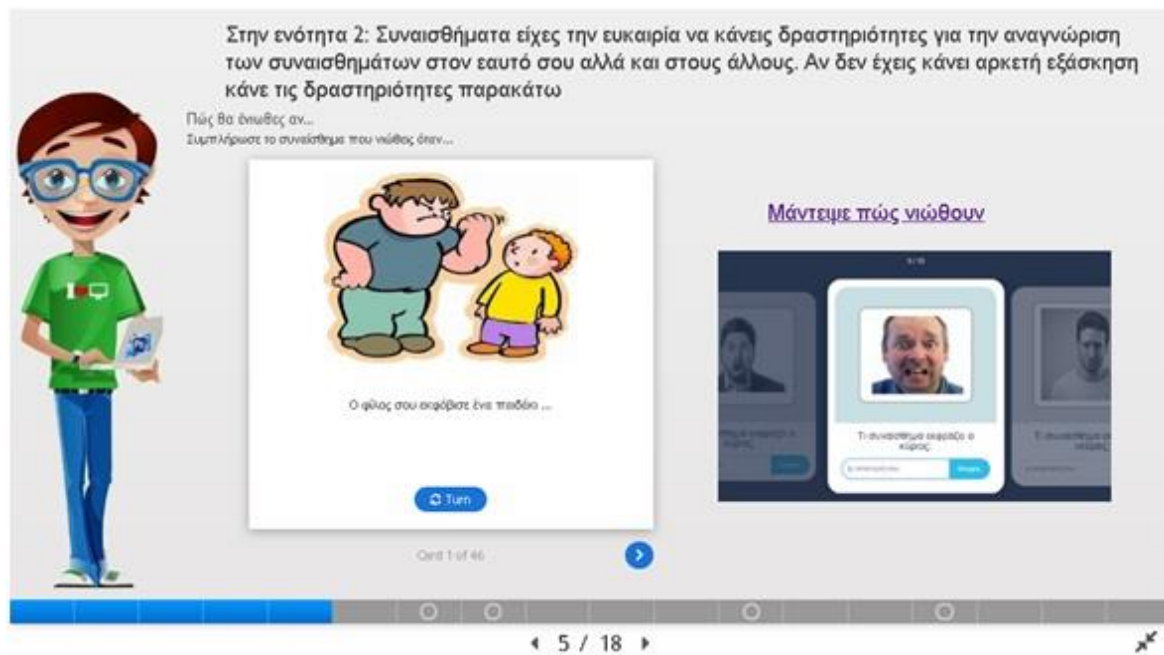 Στην ενότητα 2: Συναισθήματα είχες την ευκαιρία να κάνεις δραστηριότητες για την αναγνώριση
των συναισθημάτων στον εαυτό σου αλλά και στους άλλους. Αν δεν έχεις κάνει αρκετή εξάσκηση
κάνε τις δραστηριότητες παρακάτω
Πώς θα ένιωθες αν...
Συμπλήρωσε το συναίσθημα που νιώθεις όταν...
Μάντεψε πώς νιώθουν
Ο φίλος σου εκφόβισε ένα παιδάκι ...
Τι συναίσθημα εκφράζει ο
κύριος;
Turn
Card 1 of 46
5 / 18